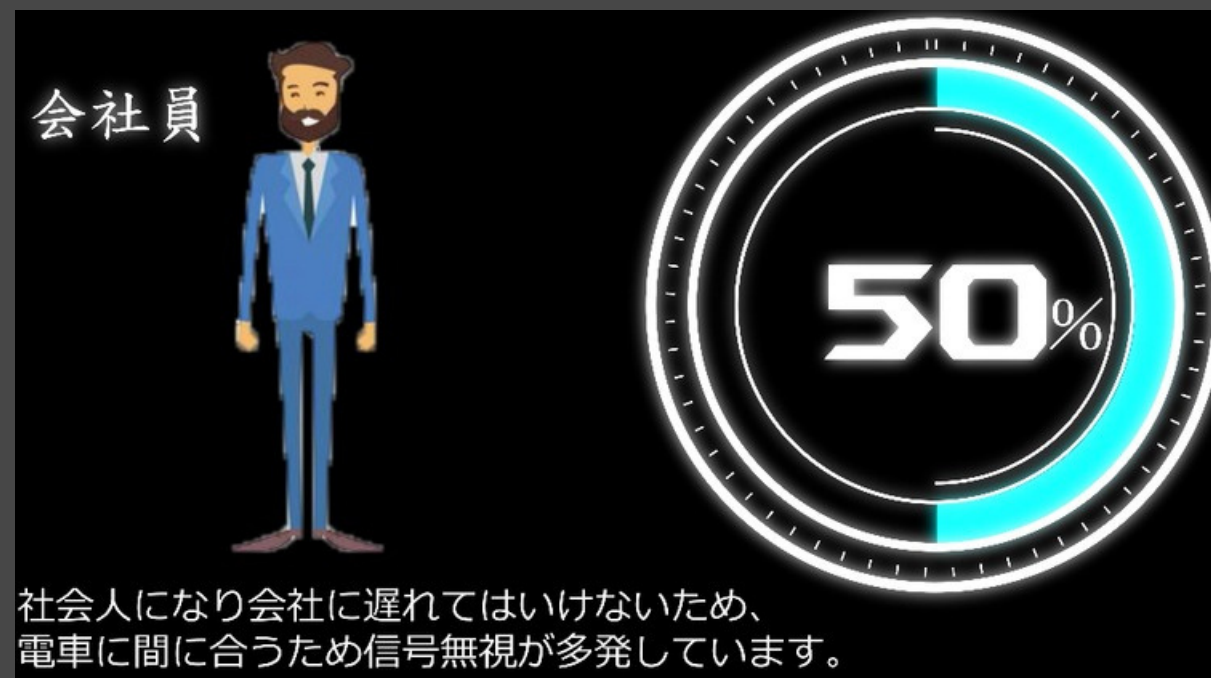 会社員
50%
社会人になり会社に遅れてはいけないため、
電車に間に合うため信号無視が多発しています。